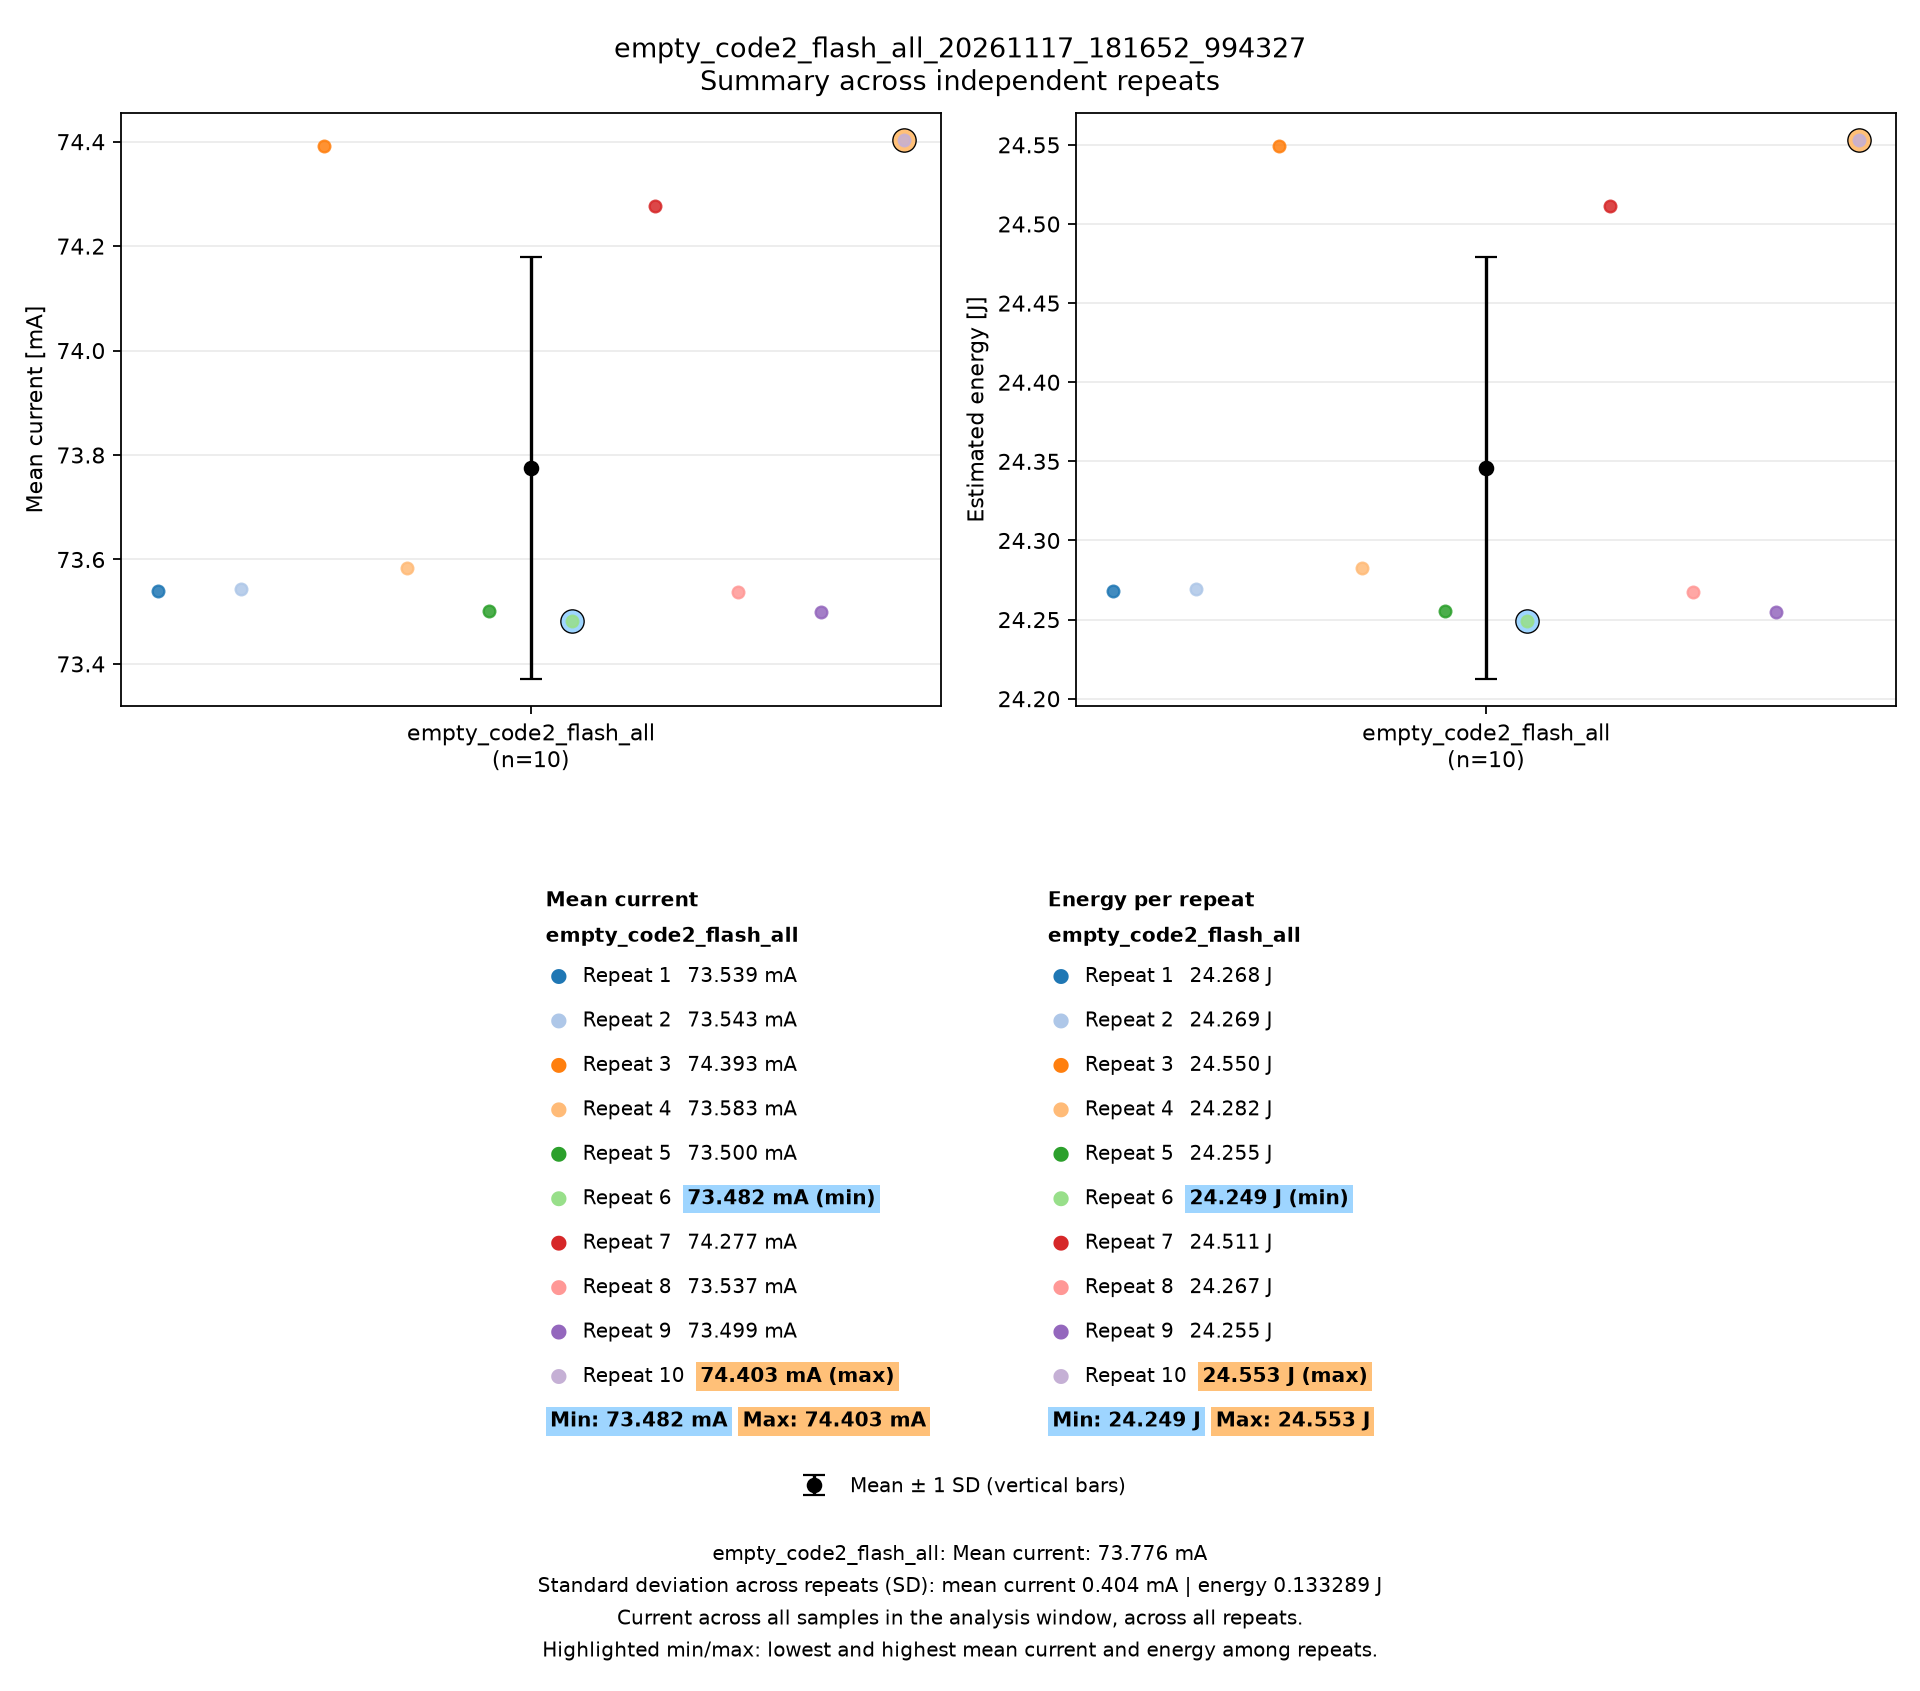 empty_code2_flash_all_20261117_181652_994327
Summary across independent repeats
Mean current [mA]
74.4
74.2
74.0
73.8
73.6
73.4
empty_code2_flash_all
(n=10)
Estimated energy [J]
24.55
24.50
24.45
24.40
24.35
24.30
24.25
24.20
empty_code2_flash_all
(n=10)
Mean current
empty_code2_flash_all
Repeat 1 73.539 mA
Repeat 2 73.543 mA
Repeat 3 74.393 mA
Repeat 4 73.583 mA
Repeat 5 73.500 mA
Repeat 6 73.482 mA (min)
Repeat 7 74.277 mA
Repeat 8 73.537 mA
Repeat 9 73.499 mA
Repeat 10 74.403 mA (max)
Min: 73.482 mA Max: 74.403 mA
Energy per repeat
empty_code2_flash_all
Repeat 1 24.268 J
Repeat 2 24.269 J
Repeat 3 24.550 J
Repeat 4 24.282 J
Repeat 5 24.255 J
Repeat 6 24.249 J (min)
Repeat 7 24.511 J
Repeat 8 24.267 J
Repeat 9 24.255 J
Repeat 10 24.553 J (max)
Min: 24.249 J Max: 24.553 J
Mean ± 1 SD (vertical bars)
empty_code2_flash_all: Mean current: 73.776 mA
Standard deviation across repeats (SD): mean current 0.404 mA | energy 0.133289 J
Current across all samples in the analysis window, across all repeats.
Highlighted min/max: lowest and highest mean current and energy among repeats.